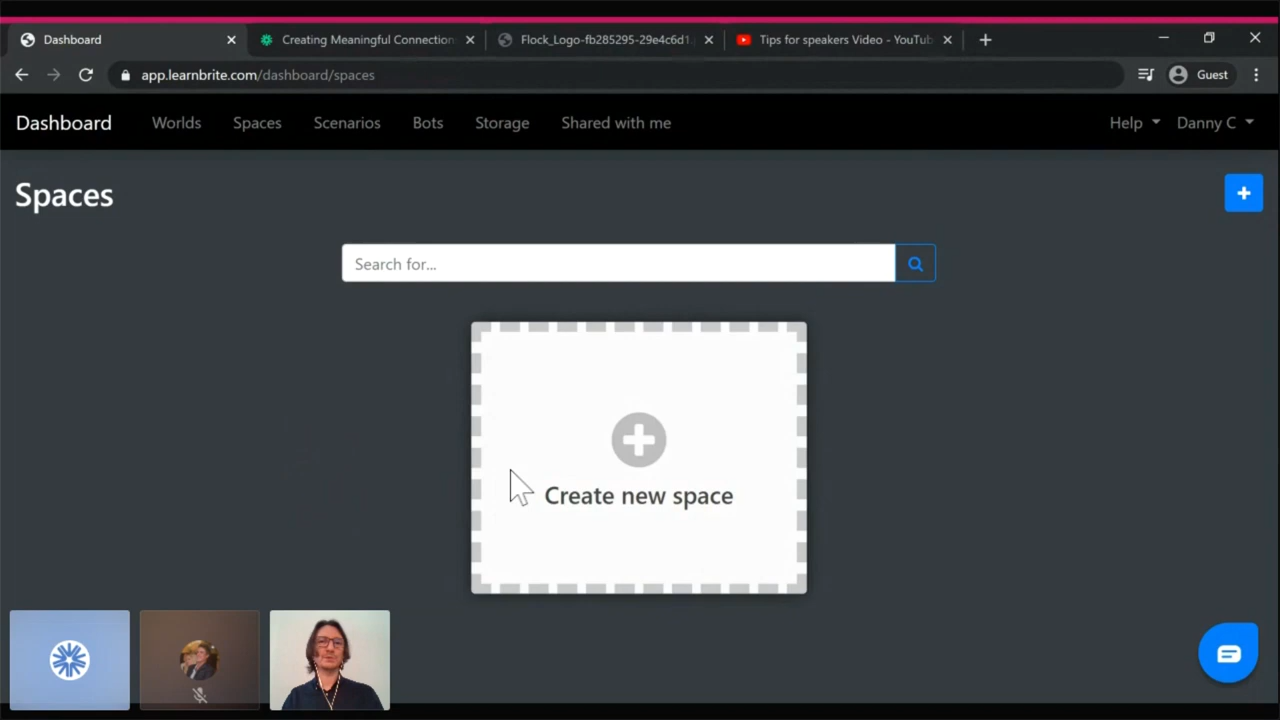 Dashboard
Creating Meaningful Connection
Flock_Logo-fb285295-29e4c6d1.
Tips for speakers Video - YouTub
app.learnbrite.com/dashboard/spaces
Guest
Dashboard
Worlds
Spaces
Scenarios
Bots
Storage
Shared with me
Help
Danny C
Spaces
Search for...
Create new space